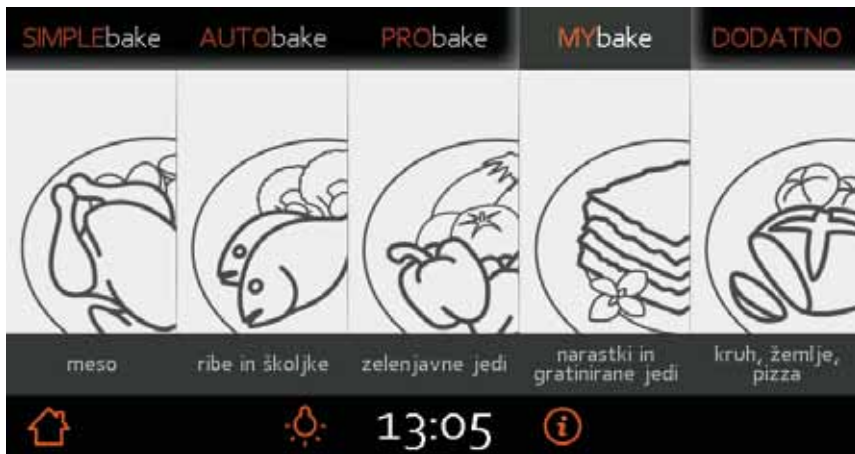 SIMPLEbake AUTObake PRObake MYbake DODATNO
meso
ribe in školjke
zelenjavne jedi
narastki in
gratinirane jedi
kruh, žemlje,
pizza
13:05
i